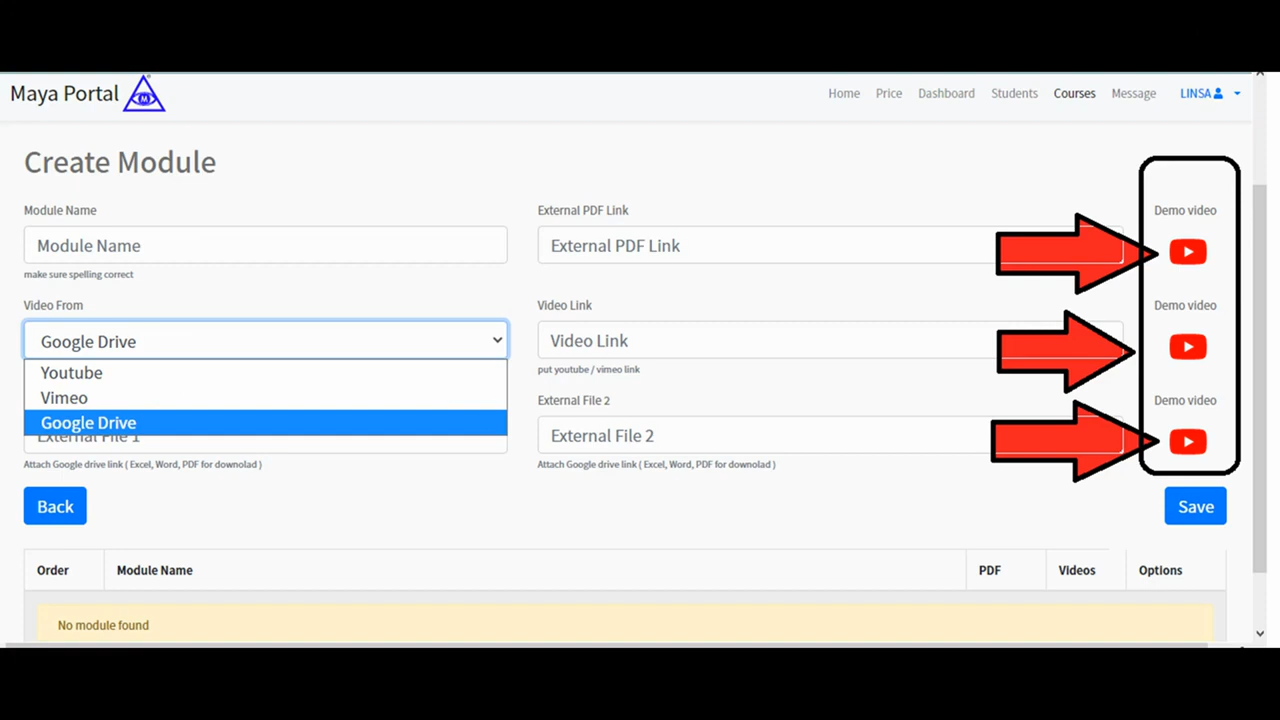 Maya Portal
Home Price Dashboard Students Courses Message LINSA
Create Module
Module Name External PDF Link Demo video
Module Name External PDF Link
make sure spelling correct
Video From Video Link Demo video
Google Drive Video Link
Youtube
put youtube / vimeo link
Vimeo
External File 2 Demo video
Google Drive
External File 1 External File 2
Attach Google drive link ( Excel, Word, PDF for downolad ) Attach Google drive link ( Excel, Word, PDF for downolad )
Back Save
Order Module Name PDF Videos Options
No module found